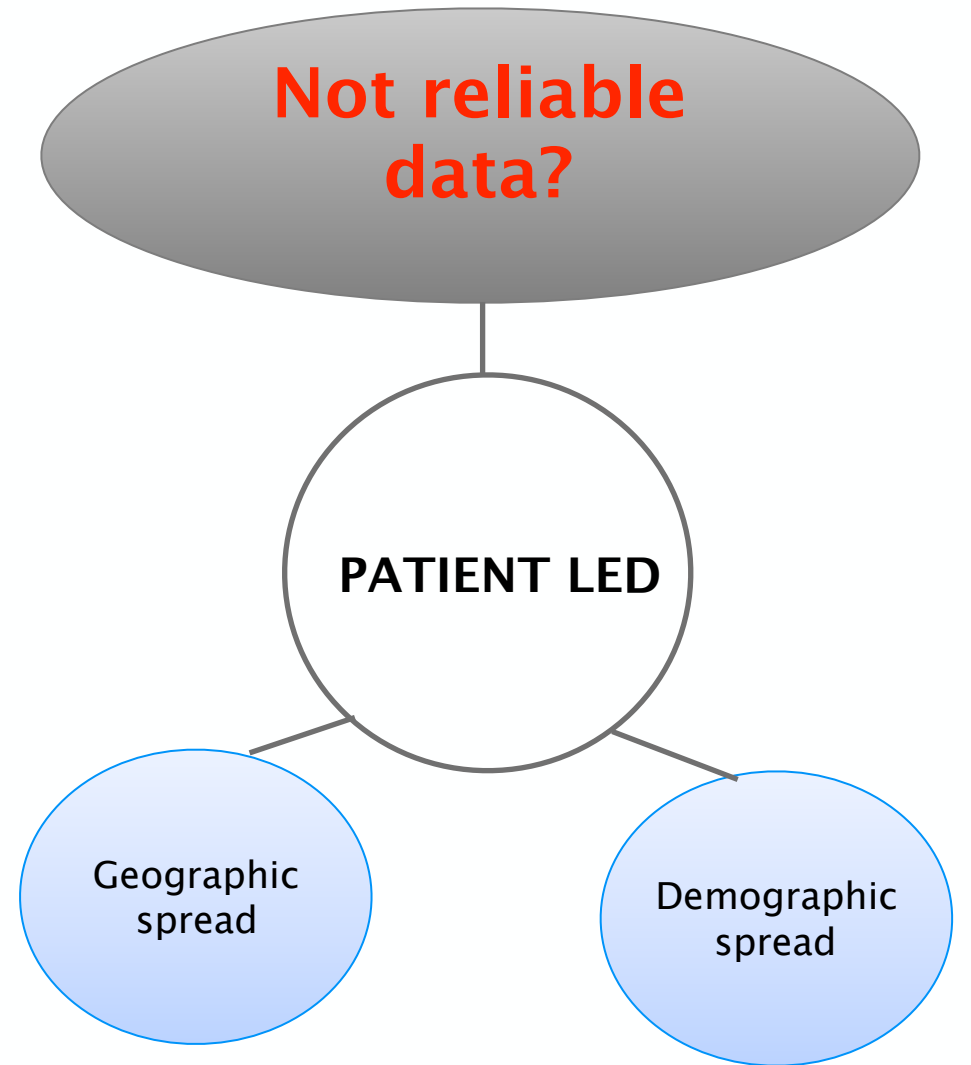 Not reliable
data?
PATIENT LED
Geographic
spread
Demographic
spread